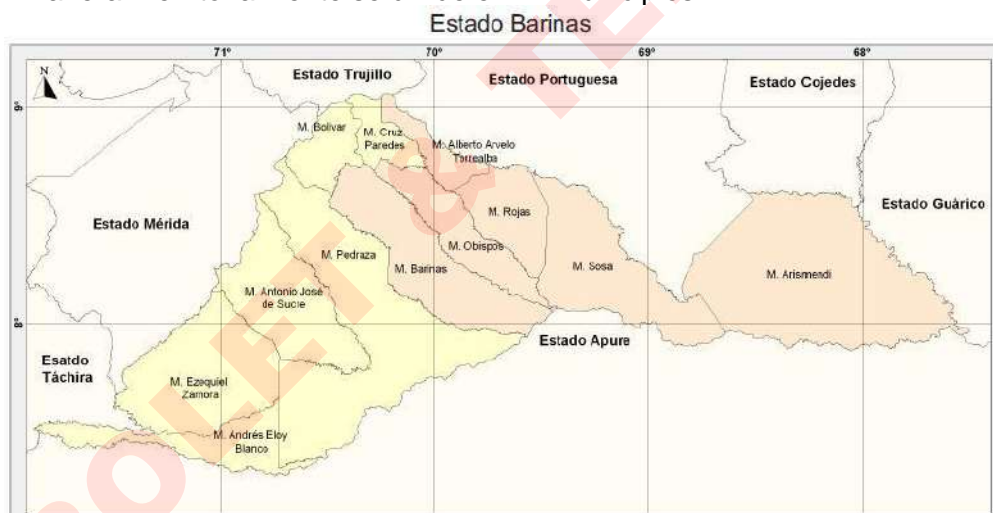 Estado Barinas
71°
70°
69°
68°
N
Estado Trujillo
Estado Portuguesa
Estado Cojedes
9°
M. Bolivar
M. Cruz
Paredes
M. Alberto Arvelo
Torrealba
Estado Mérida
M. Rojas
Estado Guárico
M. Obispos
M. Pedraza
M. Barinas
M. Sosa
M. Arismendi
M. Antonio José
de Sucre
8°
Estado Apure
Esatdo
Táchira
M. Ezequiel
Zamora
M. Andrés Eloy
Blanco